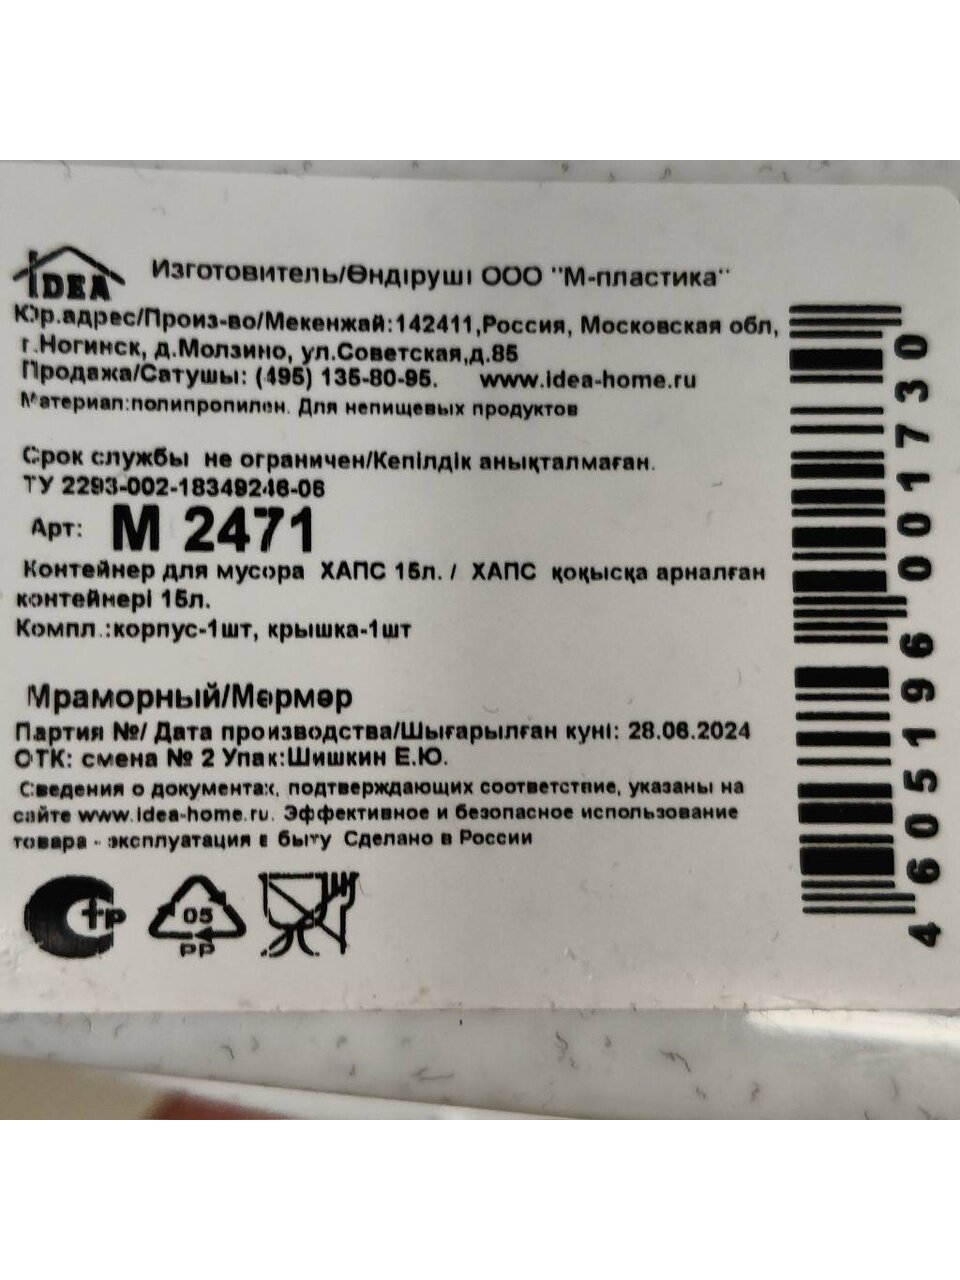 IDEA
Изготовитель/Өндіруші ООО "М-пластика"
Юр.адрес/Произ-во/Мекенжай:142411,Россия, Московская обл,
г.Ногинск, д.Молзино, ул.Советская,д.85
Продажа/Сатушы: (495) 135-80-95. www.idea-home.ru
Материал:полипропилен. Для непищевых продуктов
Срок службы не ограничен/Кепілдік анықталмаған.
ТУ 2293-002-18349246-06
Арт: М 2471
Контейнер для мусора ХАПС 15л. / ХАПС қоқысқа арналған
контейнері 15л.
Компл.:корпус-1шт, крышка-1шт
Мраморный/Мәрмәр
Партия №/ Дата производства/Шығарылған күні: 28.06.2024
ОТК: смена № 2 Упак:Шишкин Е.Ю.
Сведения о документах, подтверждающих соответствие, указаны на
сайте www.idea-home.ru. Эффективное и безопасное использование
товара - эксплуатация в быту Сделано в России
СТР
05
PP
4605196001730